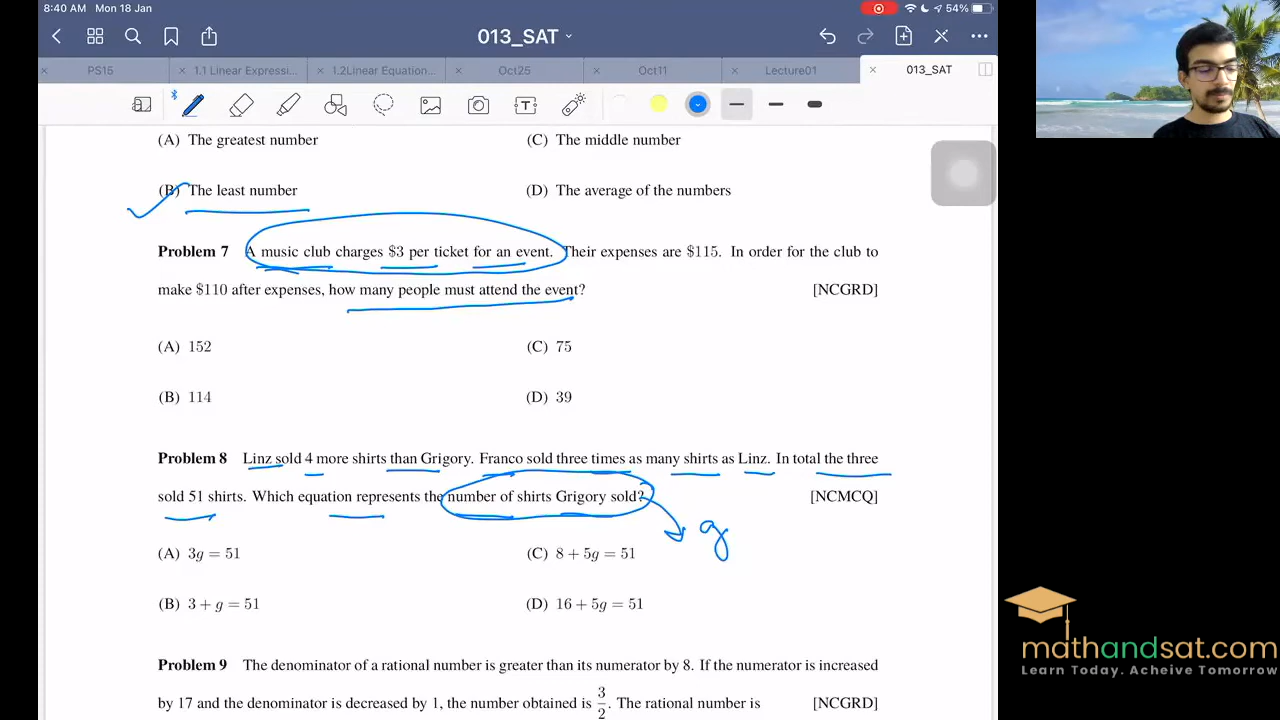 8:40 AM Mon 18 Jan
54%
013_SAT
PS15
1.1 Linear Expressi...
1.2Linear Equation...
Oct25
Oct11
Lecture01
013_SAT
(A) The greatest number
(C) The middle number
(B) The least number
(D) The average of the numbers
Problem 7 A music club charges $3 per ticket for an event. Their expenses are $115. In order for the club to
make $110 after expenses, how many people must attend the event? [NCGRD]
(A) 152
(C) 75
(B) 114
(D) 39
Problem 8 Linz sold 4 more shirts than Grigory. Franco sold three times as many shirts as Linz. In total the three
sold 51 shirts. Which equation represents the number of shirts Grigory sold? [NCMCQ]
g
(A) 3g = 51
(C) 8 + 5g = 51
(B) 3 + g = 51
(D) 16 + 5g = 51
Problem 9 The denominator of a rational number is greater than its numerator by 8. If the numerator is increased
by 17 and the denominator is decreased by 1, the number obtained is 3/2. The rational number is [NCGRD]
mathandsat.com
Learn Today. Acheive Tomorrow